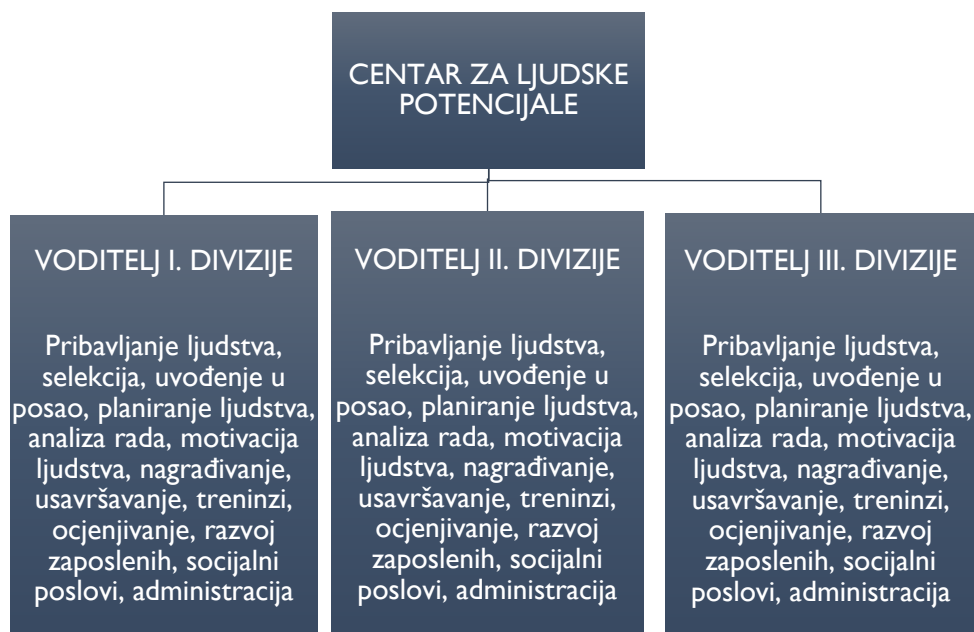 CENTAR ZA LJUDSKE
POTENCIJALE
VODITELJ I. DIVIZIJE
Pribavljanje ljudstva,
selekcija, uvođenje u
posao, planiranje ljudstva,
analiza rada, motivacija
ljudstva, nagrađivanje,
usavršavanje, treninzi,
ocjenjivanje, razvoj
zaposlenih, socijalni
poslovi, administracija
VODITELJ II. DIVIZIJE
Pribavljanje ljudstva,
selekcija, uvođenje u
posao, planiranje ljudstva,
analiza rada, motivacija
ljudstva, nagrađivanje,
usavršavanje, treninzi,
ocjenjivanje, razvoj
zaposlenih, socijalni
poslovi, administracija
VODITELJ III. DIVIZIJE
Pribavljanje ljudstva,
selekcija, uvođenje u
posao, planiranje ljudstva,
analiza rada, motivacija
ljudstva, nagrađivanje,
usavršavanje, treninzi,
ocjenjivanje, razvoj
zaposlenih, socijalni
poslovi, administracija